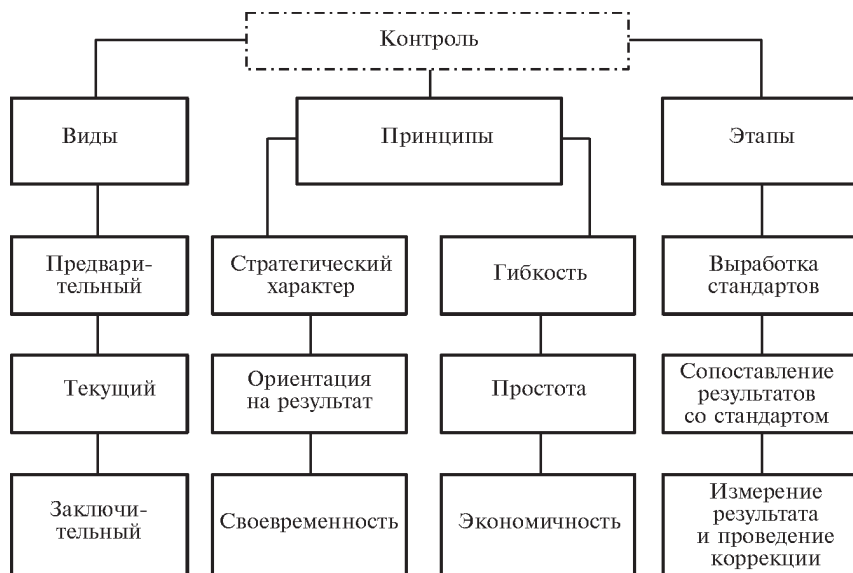 Контроль
Виды
Принципы
Этапы
Предвари-
тельный
Стратегический
характер
Гибкость
Выработка
стандартов
Текущий
Ориентация
на результат
Простота
Сопоставление
результатов
со стандартом
Заключи-
тельный
Своевременность
Экономичность
Измерение
результата
и проведение
коррекции